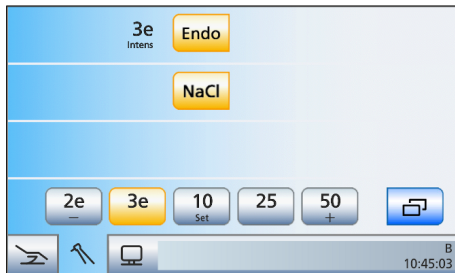 3e Endo
Intens
NaCl
2e 3e 10 25 50
– Set +
B
10:45:03